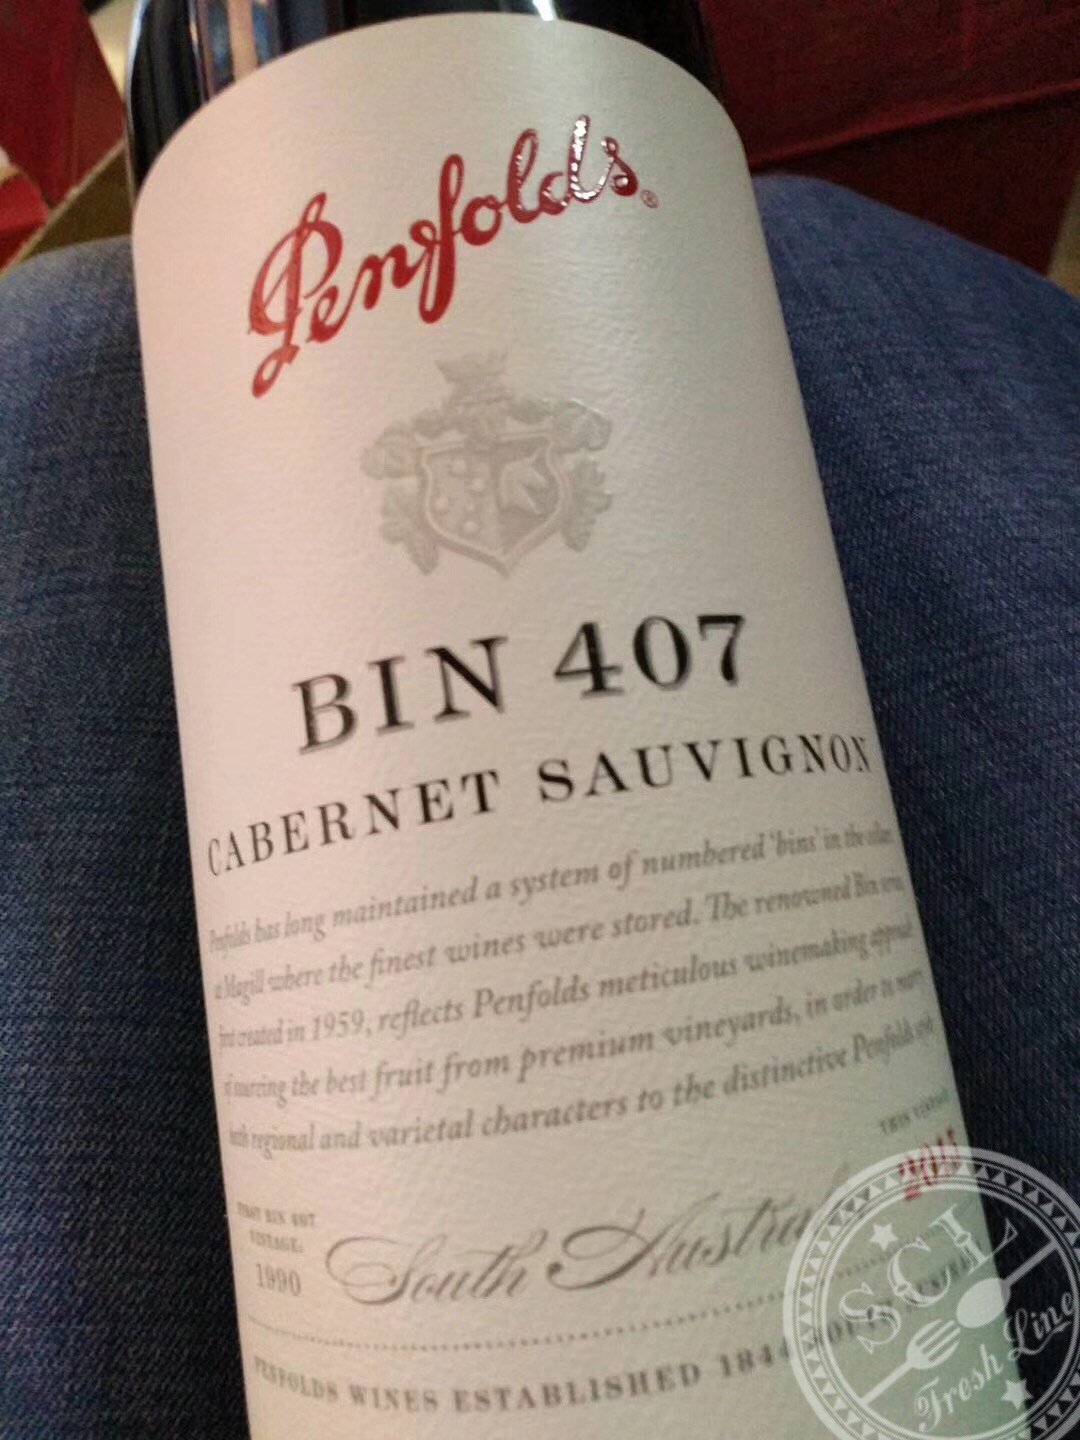 Penfolds®
BIN 407
CABERNET SAUVIGNON
Penfolds has long maintained a system of numbered 'bins' in the cellars
at Magill where the finest wines were stored. The renowned Bin series,
first created in 1959, reflects Penfolds meticulous winemaking approach
of sourcing the best fruit from premium vineyards, in order to marry
both regional and varietal characters to the distinctive Penfolds style
THIS VINTAGE
FIRST BIN 407
VINTAGE:
1990
South Australia
PENFOLDS WINES ESTABLISHED 1844 SOUTH AUSTRALIA
SCJL
Fresh Line